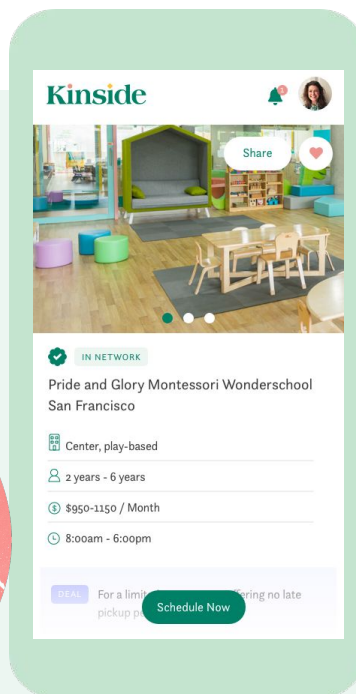 Kinside
1
Share
IN NETWORK
Pride and Glory Montessori Wonderschool
San Francisco
Center, play-based
2 years - 6 years
$ $950-1150 / Month
8:00am - 6:00pm
DEAL For a limit ering no late
pickup p
Schedule Now